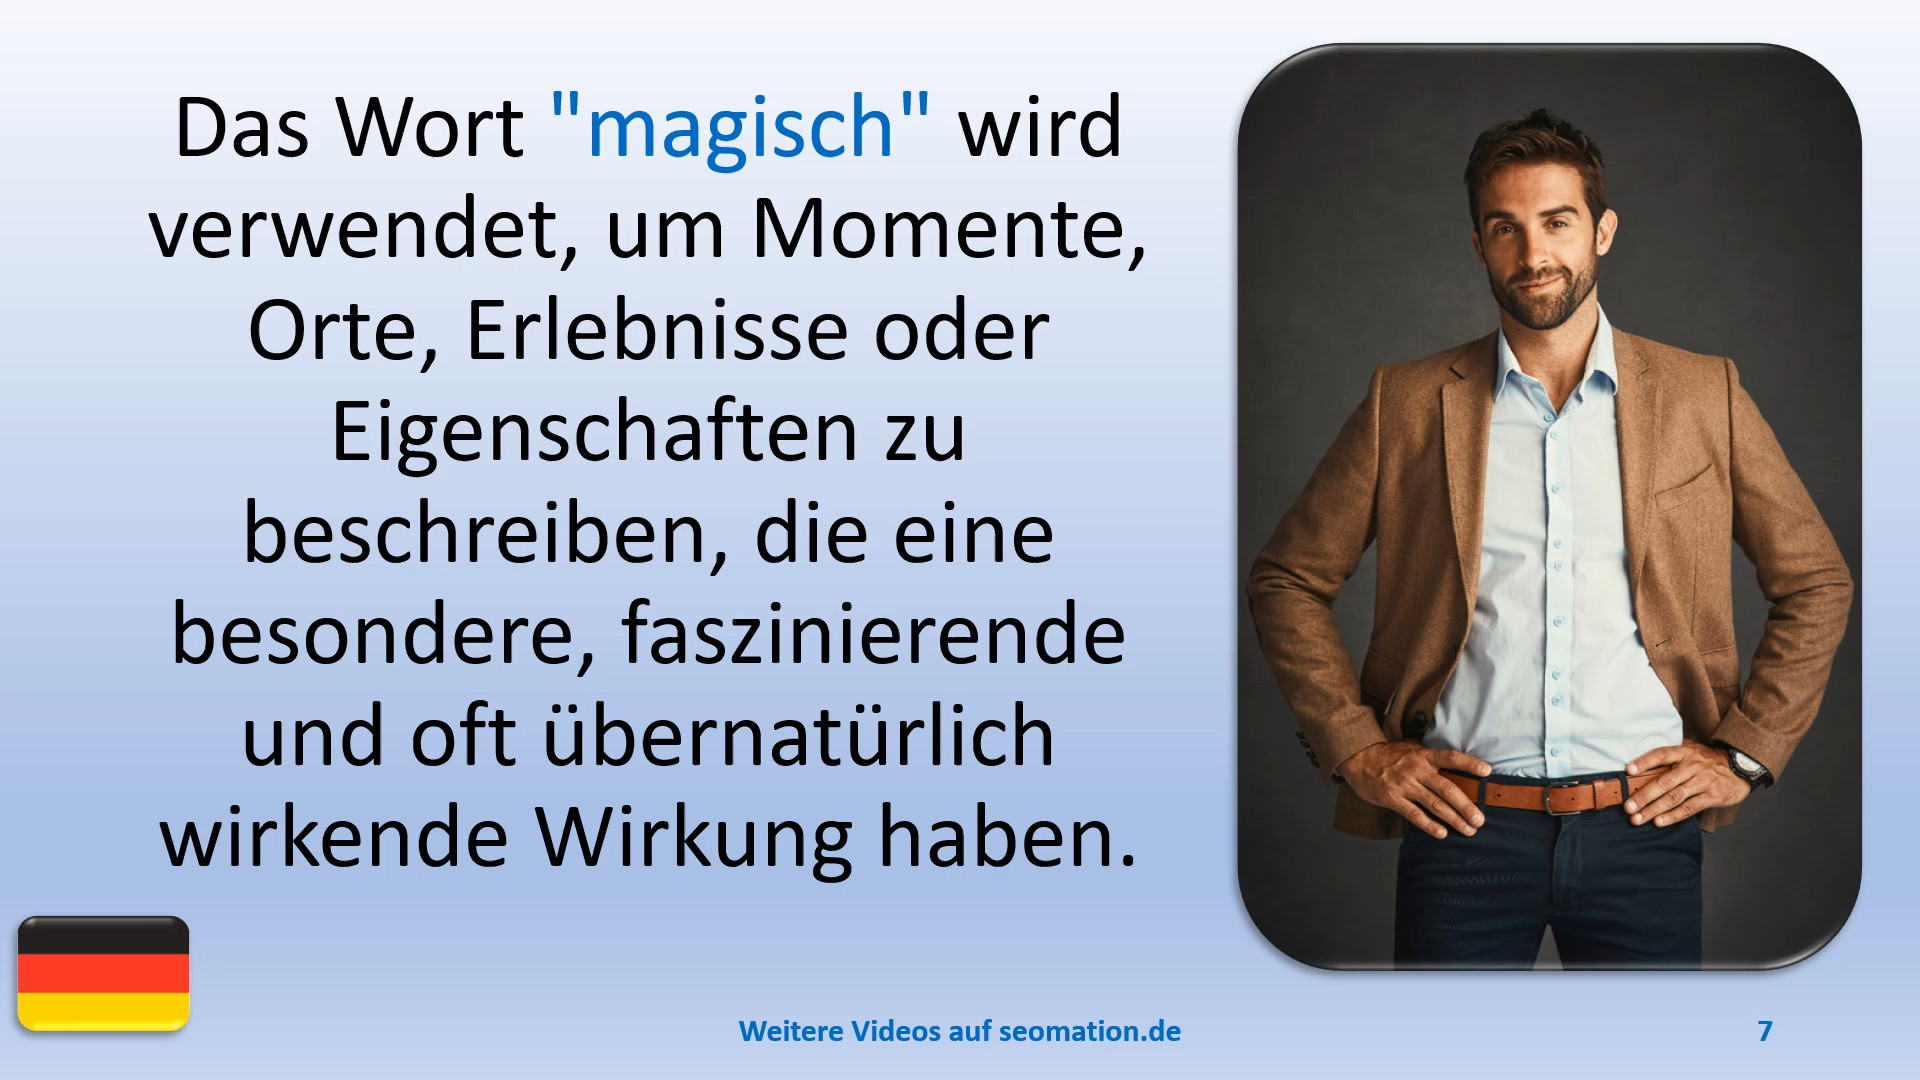 Das Wort "magisch" wird
verwendet, um Momente,
Orte, Erlebnisse oder
Eigenschaften zu
beschreiben, die eine
besondere, faszinierende
und oft übernatürlich
wirkende Wirkung haben.
Weitere Videos auf seomation.de
7